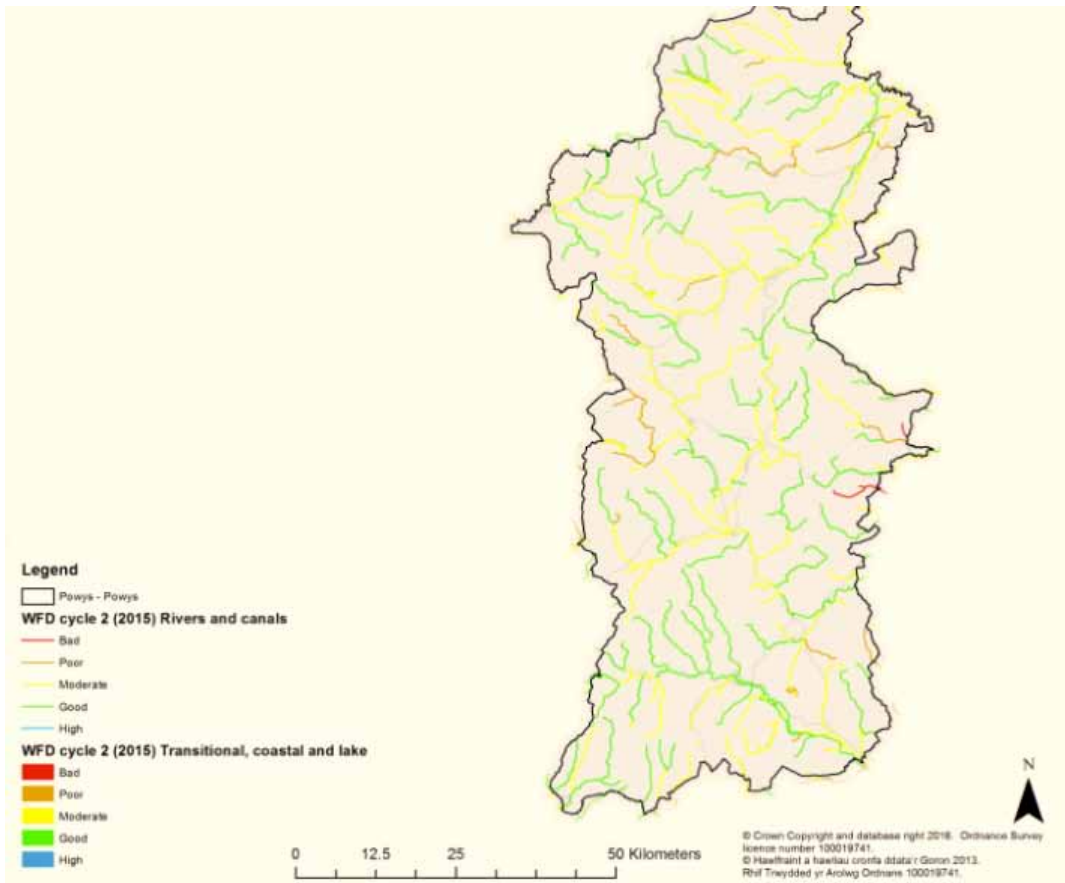 Legend
Powys - Powys
WFD cycle 2 (2015) Rivers and canals
Bad
Poor
Moderate
Good
High
WFD cycle 2 (2015) Transitional, coastal and lake
Bad
Poor
Moderate
Good
High
0 12.5 25 50 Kilometers
N
© Crown Copyright and database right 2016. Ordnance Survey
licence number 100019741.
© Hawlfraint a hawliau cronfa ddata'r Goron 2013.
Rhif Trwydded yr Arolwg Ordnans 100019741.